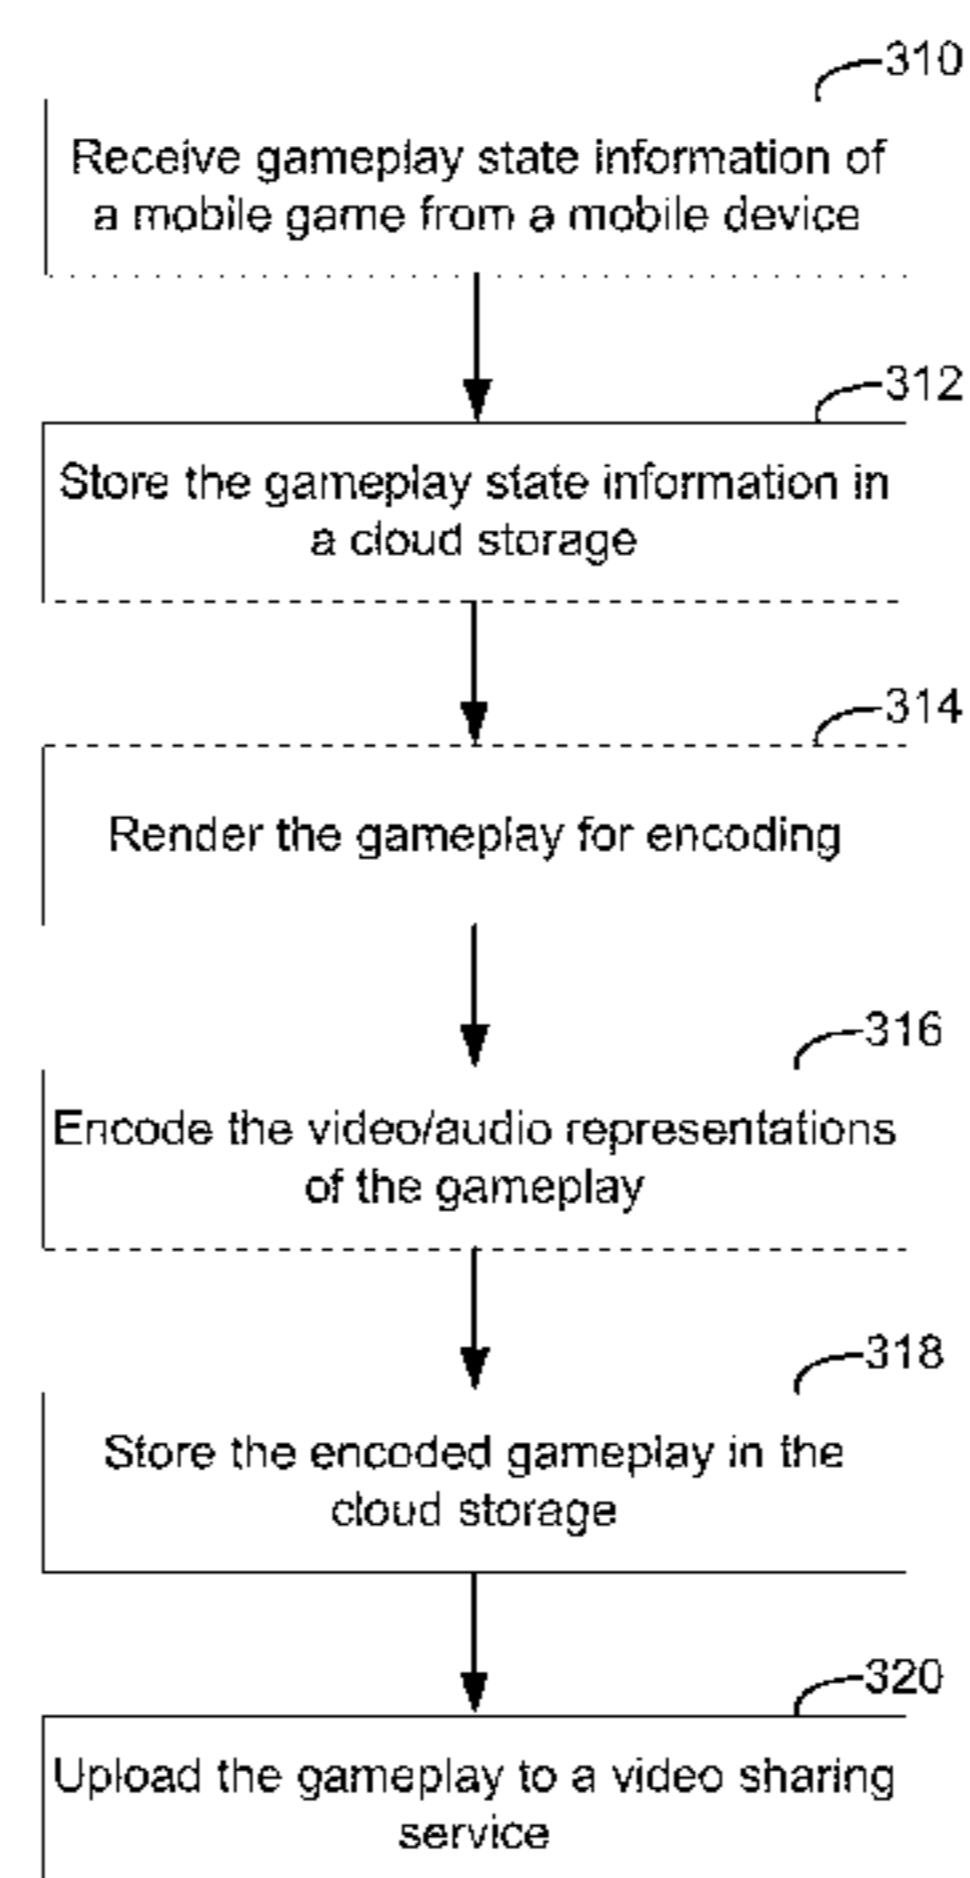 310
Receive gameplay state information of
a mobile game from a mobile device
312
Store the gameplay state information in
a cloud storage
314
Render the gameplay for encoding
316
Encode the video/audio representations
of the gameplay
318
Store the encoded gameplay in the
cloud storage
320
Upload the gameplay to a video sharing
service